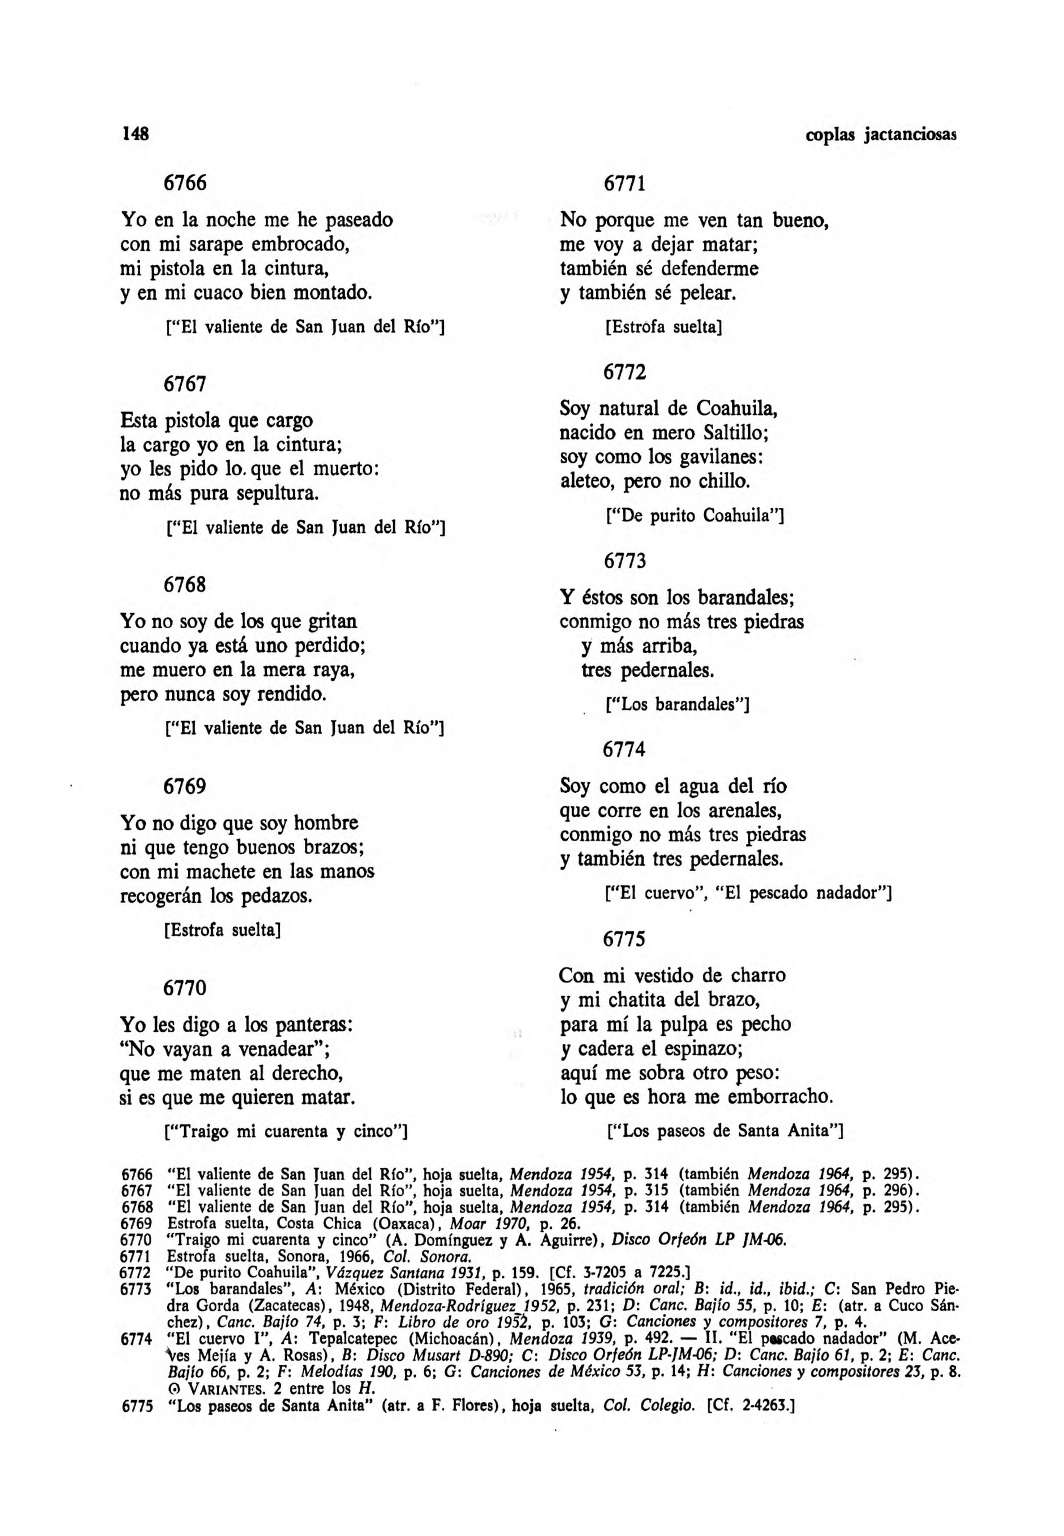 148
coplas jactanciosas
6766
Yo en la noche me he paseado
con mi sarape embrocado,
mi pistola en la cintura,
y en mi cuaco bien montado.
["El valiente de San Juan del Río"]
6767
Esta pistola que cargo
la cargo yo en la cintura;
yo les pido lo. que el muerto:
no más pura sepultura.
["El valiente de San Juan del Río"]
6768
Yo no soy de los que gritan
cuando ya está uno perdido;
me muero en la mera raya,
pero nunca soy rendido.
["El valiente de San Juan del Río"]
6769
Yo no digo que soy hombre
ni que tengo buenos brazos;
con mi machete en las manos
recogerán los pedazos.
[Estrofa suelta]
6770
Yo les digo a los panteras:
"No vayan a venadear";
que me maten al derecho,
si es que me quieren matar.
["Traigo mi cuarenta y cinco"]
6771
No porque me ven tan bueno,
me voy a dejar matar;
también sé defenderme
y también sé pelear.
[Estrofa suelta]
6772
Soy natural de Coahuila,
nacido en mero Saltillo;
soy como los gavilanes:
aleteo, pero no chillo.
["De purito Coahuila"]
6773
Y éstos son los barandales;
conmigo no más tres piedras
y más arriba,
tres pedernales.
["Los barandales"]
6774
Soy como el agua del río
que corre en los arenales,
conmigo no más tres piedras
y también tres pedernales.
["El cuervo", "El pescado nadador"]
6775
Con mi vestido de charro
y mi chatita del brazo,
para mí la pulpa es pecho
y cadera el espinazo;
aquí me sobra otro peso:
lo que es hora me emborracho.
["Los paseos de Santa Anita"]
6766 "El valiente de San Juan del Río", hoja suelta, Mendoza 1954, p. 314 (también Mendoza 1964, p. 295).
6767 "El valiente de San Juan del Río", hoja suelta, Mendoza 1954, p. 315 (también Mendoza 1964, p. 296).
6768 "El valiente de San Juan del Río", hoja suelta, Mendoza 1954, p. 314 (también Mendoza 1964, p. 295).
6769 Estrofa suelta, Costa Chica (Oaxaca), Moar 1970, p. 26.
6770 "Traigo mi cuarenta y cinco" (A. Domínguez y A. Aguirre), Disco Orfeón LP JM-06.
6771 Estrofa suelta, Sonora, 1966, Col. Sonora.
6772 "De purito Coahuila", Vázquez Santana 1931, p. 159. [Cf. 3-7205 a 7225.]
6773 "Los barandales", A: México (Distrito Federal), 1965, tradición oral; B: id., id., ibid.; C: San Pedro Pie-
dra Gorda (Zacatecas), 1948, Mendoza-Rodríguez 1952, p. 231; D: Canc. Bajío 55, p. 10; E: (atr. a Cuco Sán-
chez), Canc. Bajío 74, p. 3; F: Libro de oro 1952, p. 103; G: Canciones y compositores 7, p. 4.
6774 "El cuervo I", A: Tepalcatepec (Michoacán), Mendoza 1939, p. 492. — II. "El pescado nadador" (M. Ace-
ves Mejía y A. Rosas), B: Disco Musart D-890; C: Disco Orfeón LP-JM-06; D: Canc. Bajío 61, p. 2; E: Canc.
Bajío 66, p. 2; F: Melodías 190, p. 6; G: Canciones de México 53, p. 14; H: Canciones y compositores 23, p. 8.
⊙ VARIANTES. 2 entre los H.
6775 "Los paseos de Santa Anita" (atr. a F. Flores), hoja suelta, Col. Colegio. [Cf. 2-4263.]